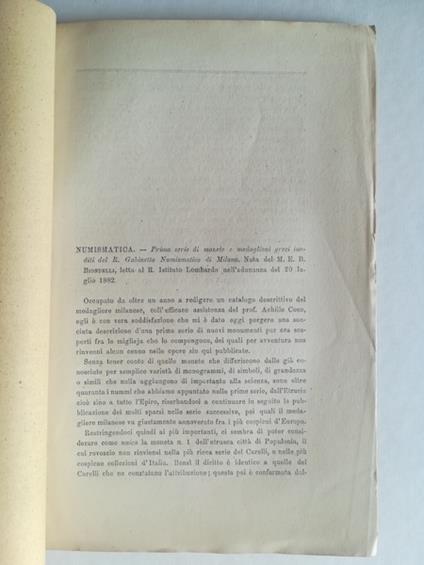 NUMISMATICA. — Prima serie di monete e medaglioni greci ine-
diti del R. Gabinetto Numismatico di Milano. Nota del M. E. B.
BIONDELLI, letta al R. Istituto Lombardo nell'adunanza del 20 lu-
glio 1882.
Occupato da oltre un anno a redigere un catalogo descrittivo del
medagliere milanese, coll'efficace assistenza del prof. Achille Coen,
egli è con vera soddisfazione che mi è dato oggi porgere una suc-
cinta descrizione d'una prima serie di nuovi monumenti per ora sco-
perti fra le migliaja che lo compongono, dei quali per avventura non
rinvenni alcun cenno nelle opere sin qui pubblicate.
Senza tener conto di quelle monete che differiscono dalle già co-
nosciute per semplice varietà di monogrammi, di simboli, di grandezza
o simili che nulla aggiungono di importante alla scienza, sono oltre
quaranta i nummi che abbiamo appuntato nella prima serie, dall'Etruria
cioè sino a tutto l'Epiro, riserbandoci a continuare in seguito la
pubblicazione dei molti sparsi nelle serie successive, poi quali il meda-
gliere milanese va giustamente annoverato fra i più cospicui d'Europa.
Restringendoci quindi ai più importanti, ci sembra di poter consi-
derare come unica la moneta n. 1 dell'etrusca città di Populonia, il
cui rovescio non rinviensi nella più ricca serie del Carelli, o nelle più
cospicue collezioni d'Italia. Bensì il diritto è identico a quelle del
Carelli che ne constatano l'attribuzione; questa poi è confermata dal-